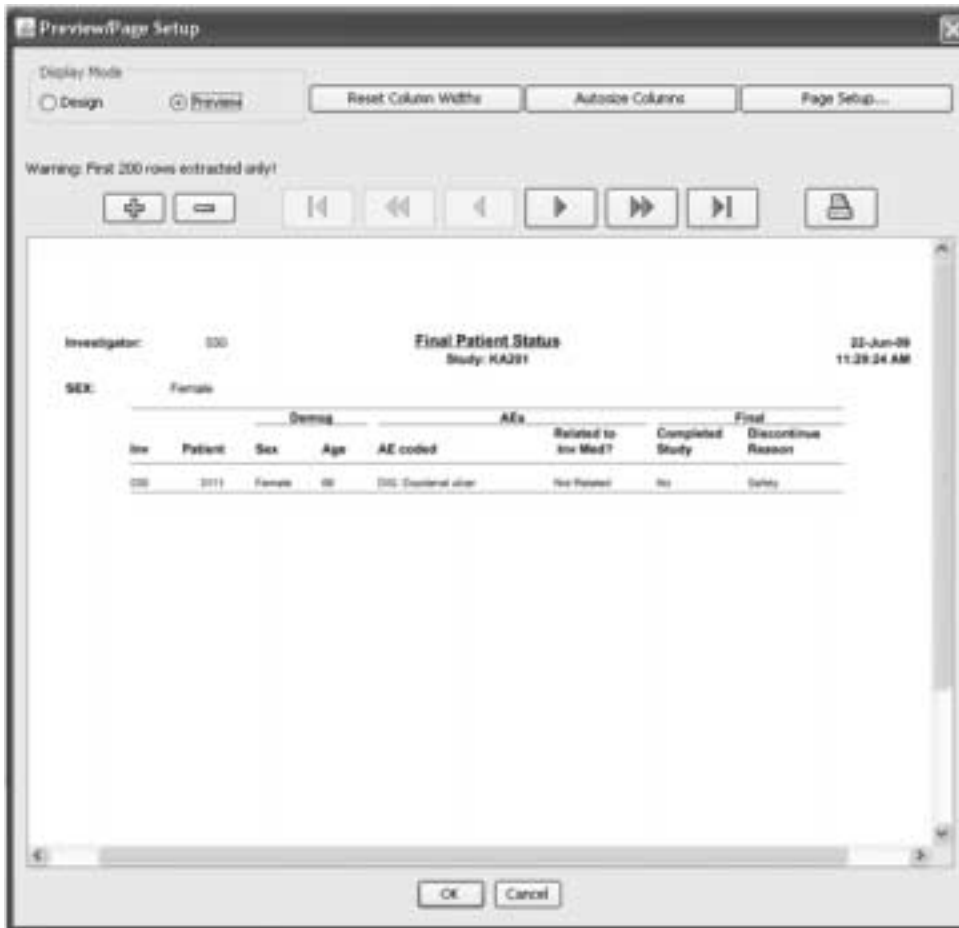 Preview/Page Setup
Display Mode
Design Preview Reset Column Widths Autosize Columns Page Setup...
Warning: First 200 rows extracted only!
Investigator: Final Patient Status 22-Jun-09
Study: KA201 11:29:24 AM
SEX: Female
Demog AEs Final
Inv Patient Sex Age AE coded Related to Inv Med? Completed Study Discontinue Reason
Female Not Related No Safety
OK Cancel